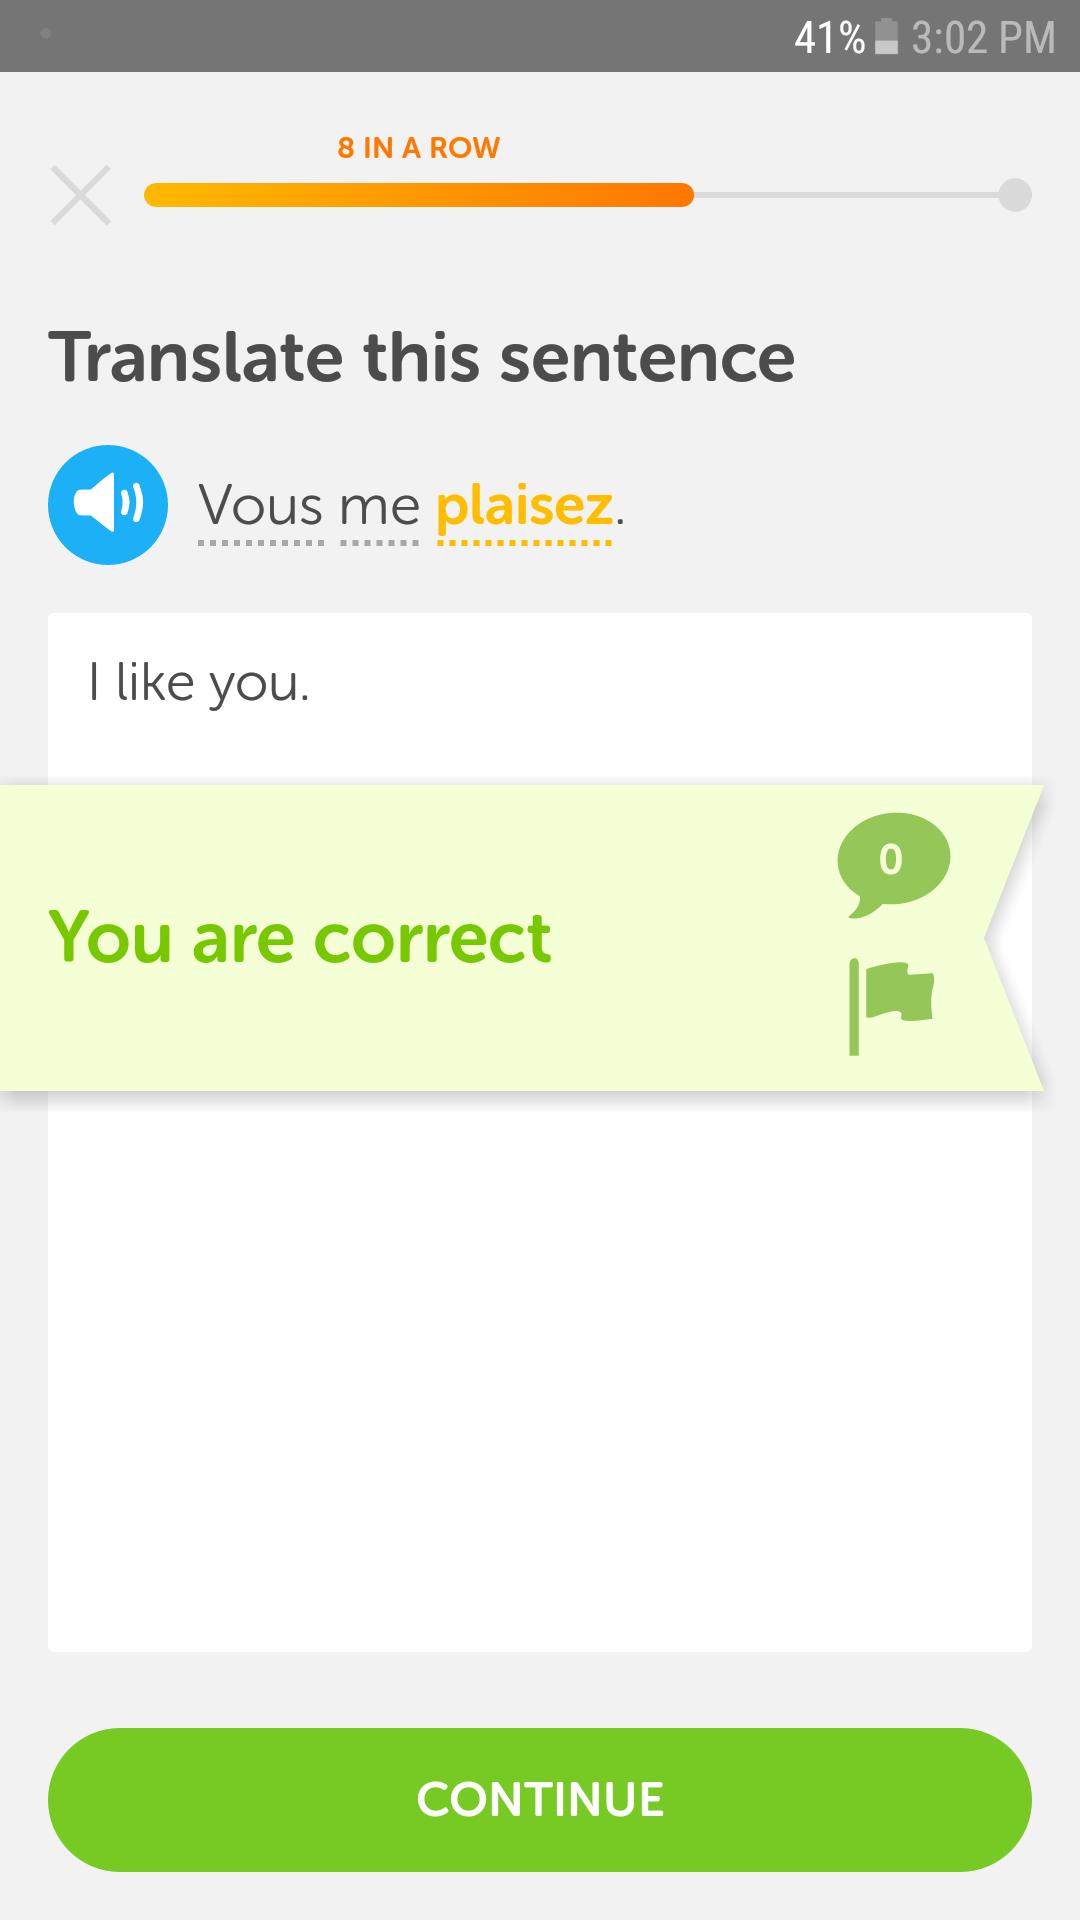 41% 3:02 PM
8 IN A ROW
Translate this sentence
Vous me plaisez.
I like you.
0
You are correct
CONTINUE